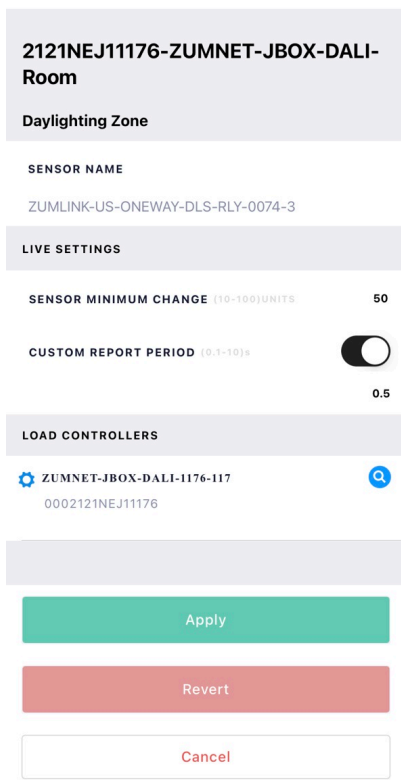 2121NEJ11176-ZUMNET-JBOX-DALI-
Room
Daylighting Zone
SENSOR NAME
ZUMLINK-US-ONEWAY-DLS-RLY-0074-3
LIVE SETTINGS
SENSOR MINIMUM CHANGE (10-100)UNITS 50
CUSTOM REPORT PERIOD (0.1-10)s
0.5
LOAD CONTROLLERS
ZUMNET-JBOX-DALI-1176-117
0002121NEJ11176
Apply
Revert
Cancel